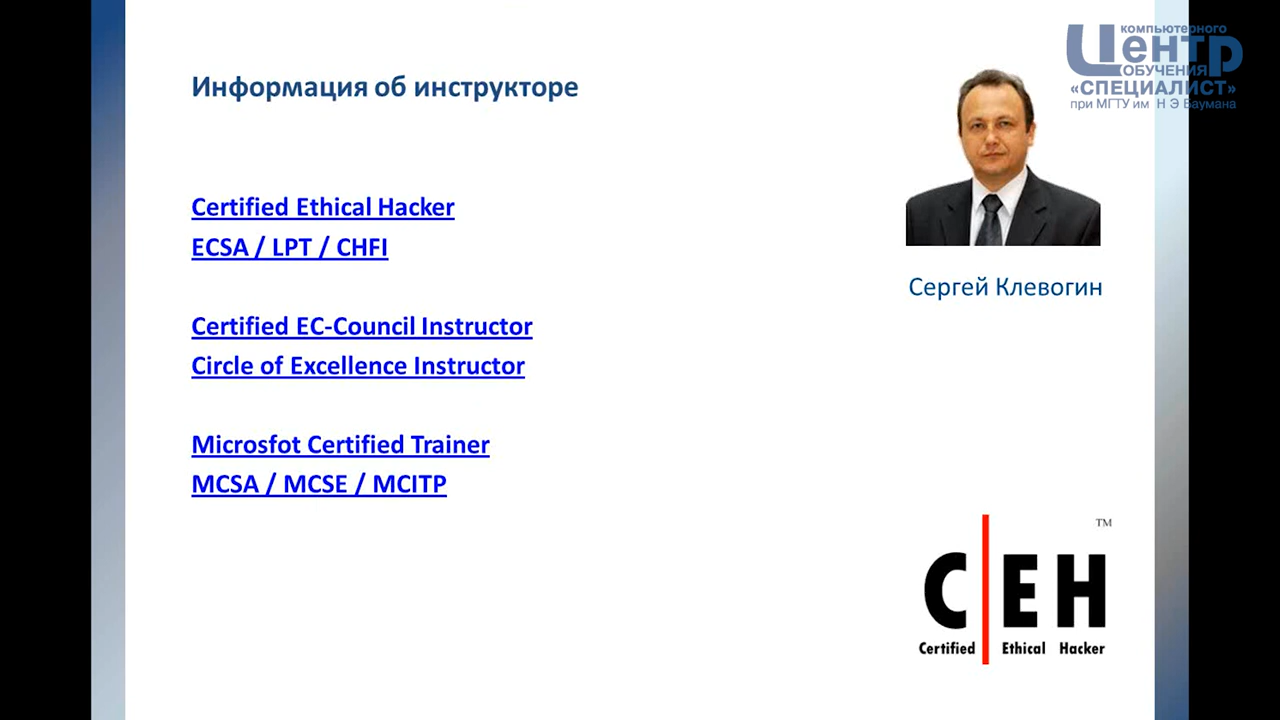 компьютерного
Центр
ОБУЧЕНИЯ
«СПЕЦИАЛИСТ»
при МГТУ им Н Э Баумана
Информация об инструкторе
Certified Ethical Hacker
ECSA / LPT / CHFI
Сергей Клевогин
Certified EC-Council Instructor
Circle of Excellence Instructor
Microsfot Certified Trainer
MCSA / MCSE / MCITP
TM
C EH
Certified Ethical Hacker